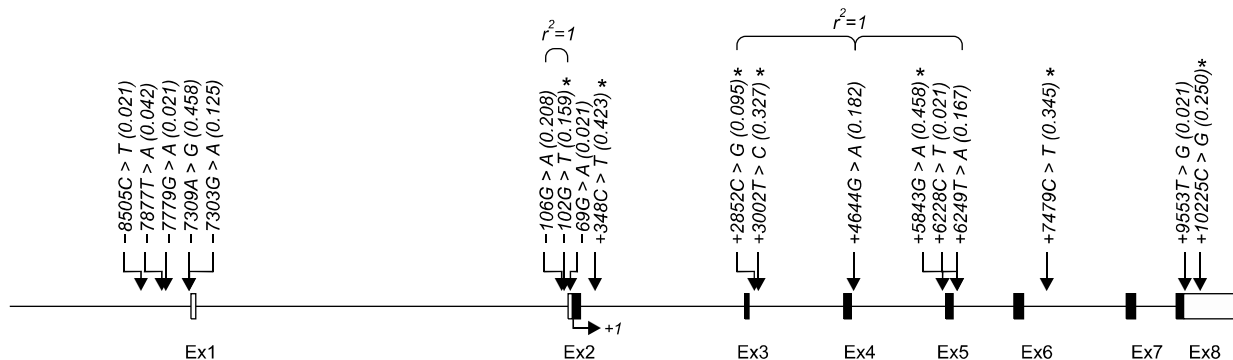 r²=1
r²=1
−8505C > T (0.021)
−7887T > A (0.042)
−7779G > A (0.021)
−7309A > G (0.458)
−7303G > A (0.125)
−106G > A (0.208)
−102G > T (0.159)*
−69G > A (0.021)
+348C > T (0.423)*
+2852C > G (0.095)*
+3002T > C (0.327)*
+4644G > A (0.182)
+5843G > A (0.458)*
+6228C > T (0.021)
+6249T > A (0.167)
+7479C > T (0.345)*
+9553T > G (0.021)
+10225C > G (0.250)*
+1
Ex1 Ex2 Ex3 Ex4 Ex5 Ex6 Ex7 Ex8